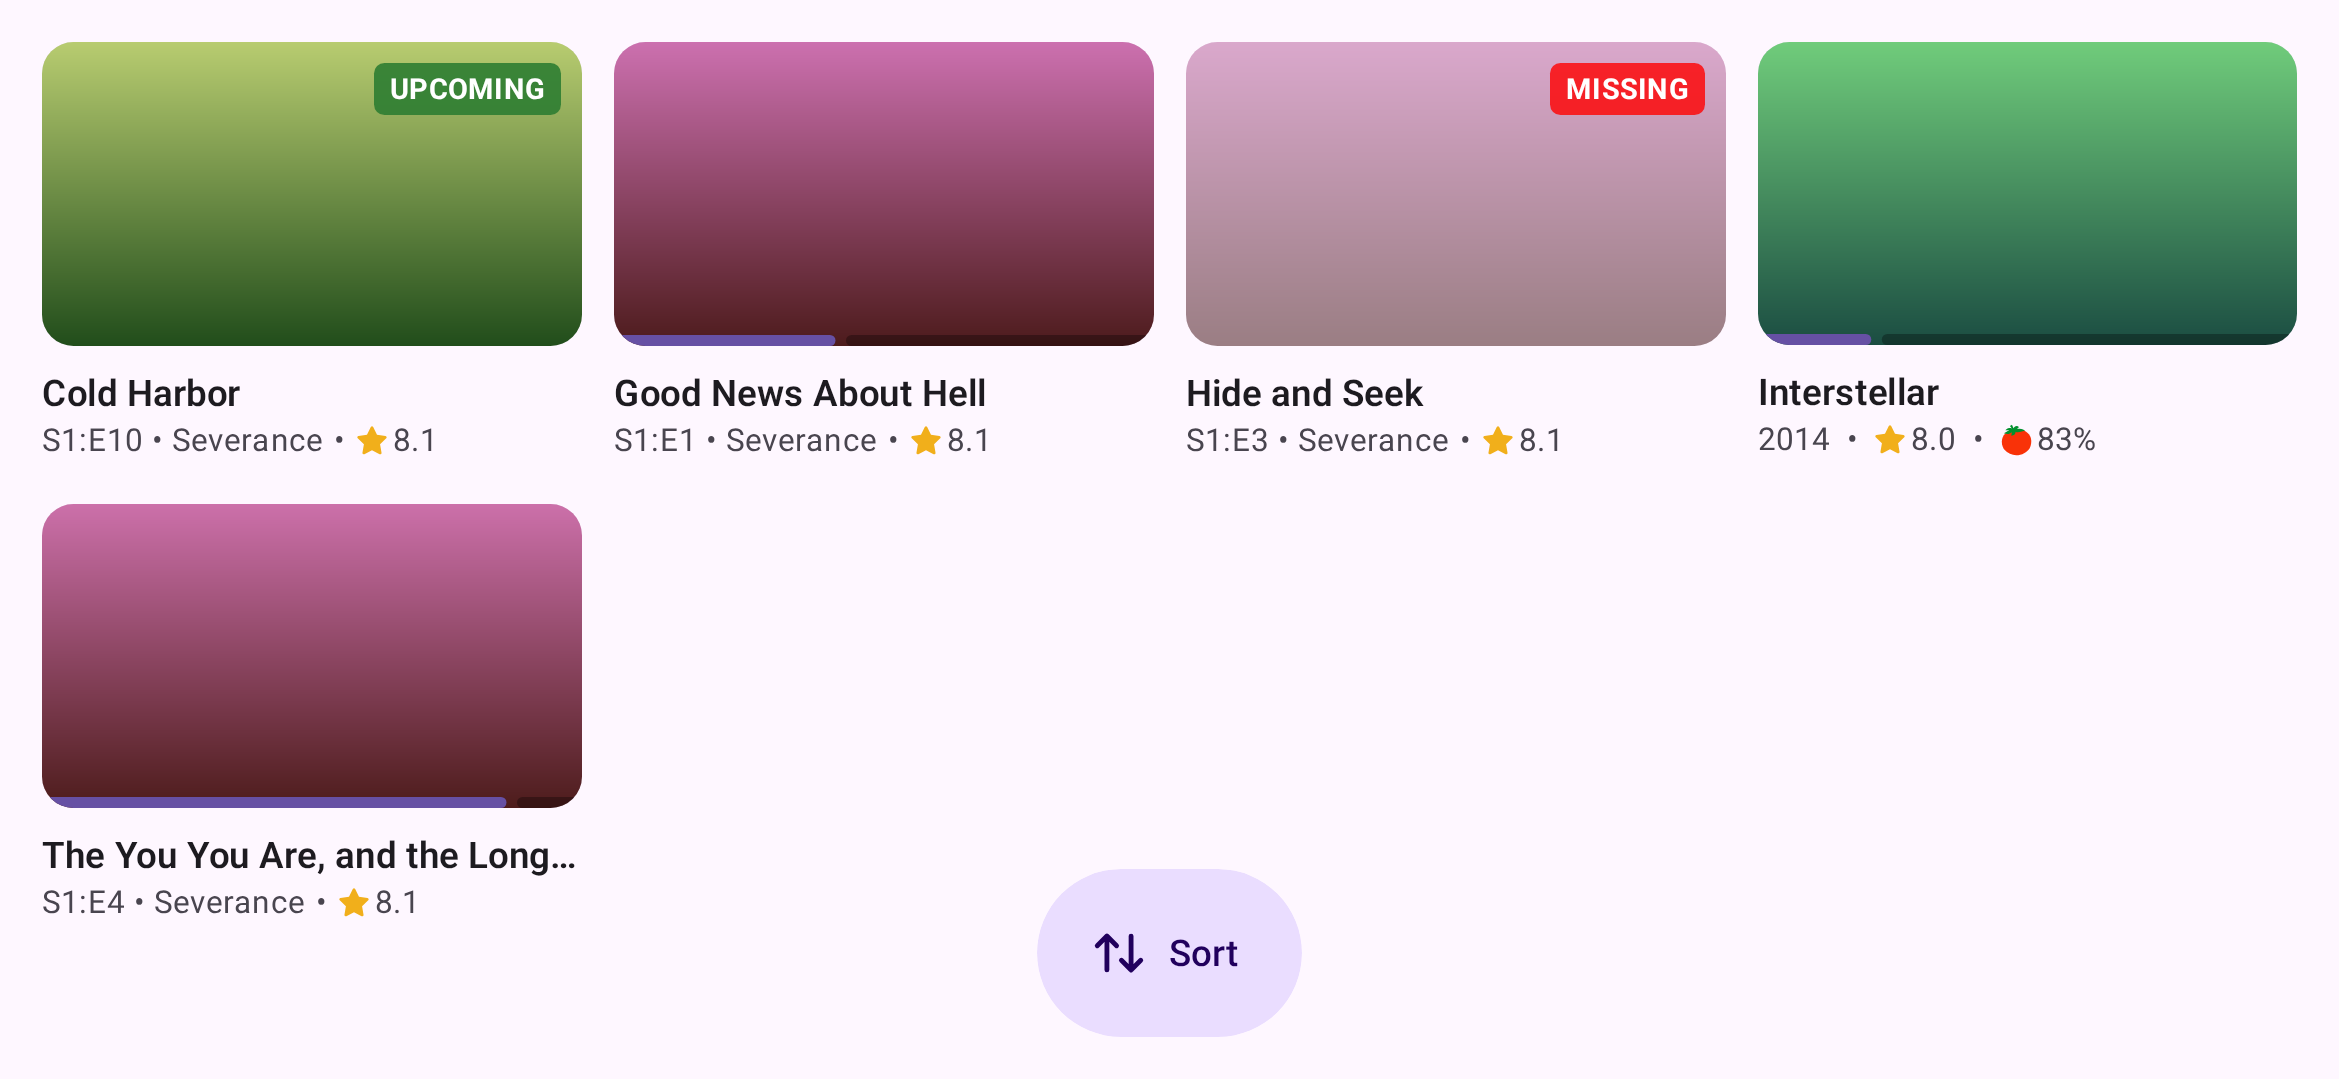 UPCOMING
Cold Harbor
S1:E10 • Severance • 8.1
Good News About Hell
S1:E1 • Severance • 8.1
MISSING
Hide and Seek
S1:E3 • Severance • 8.1
Interstellar
2014 • 8.0 • 83%
The You You Are, and the Long...
S1:E4 • Severance • 8.1
Sort